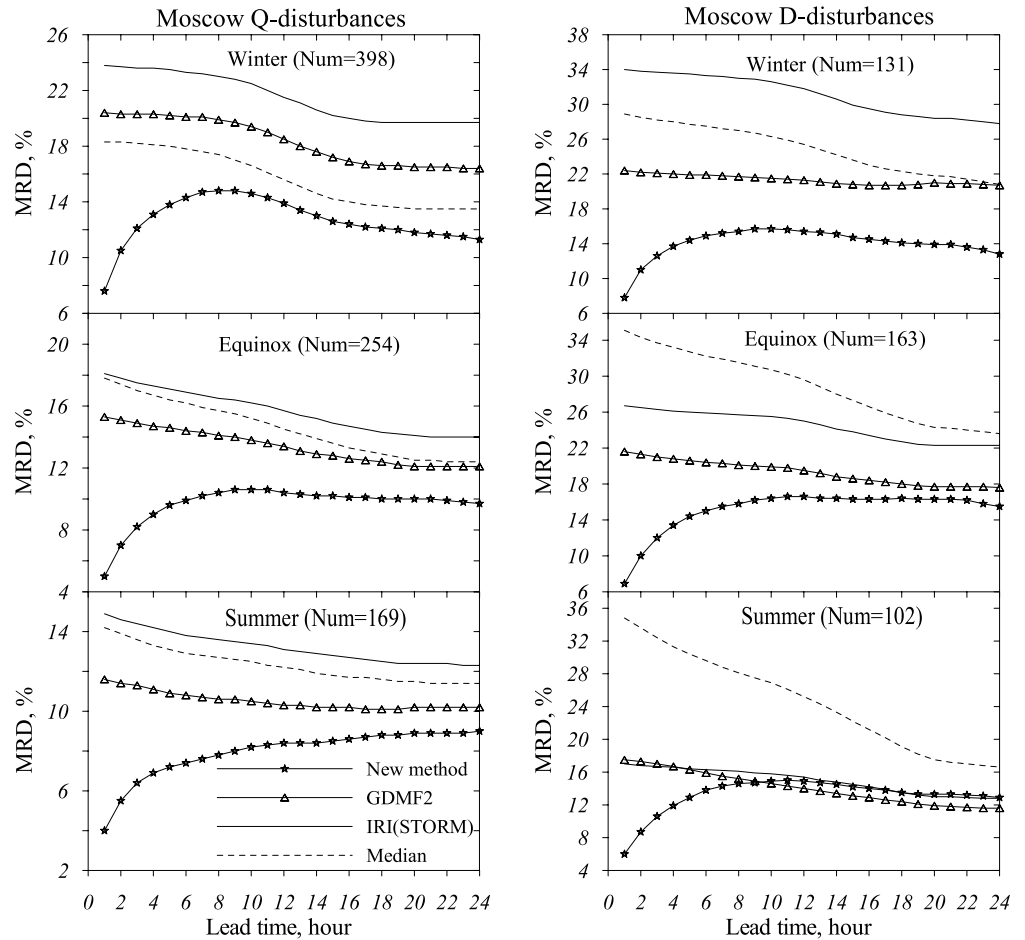 Moscow Q-disturbances
26
22
18
14
10
6
MRD, %
Winter (Num=398)
20
16
12
8
4
MRD, %
Equinox (Num=254)
14
10
6
2
MRD, %
Summer (Num=169)
New method
GDMF2
IRI(STORM)
Median
0 2 4 6 8 10 12 14 16 18 20 22 24
Lead time, hour
Moscow D-disturbances
38
34
30
26
22
18
14
10
6
MRD, %
Winter (Num=131)
34
30
26
22
18
14
10
6
MRD, %
Equinox (Num=163)
36
32
28
24
20
16
12
8
4
MRD, %
Summer (Num=102)
0 2 4 6 8 10 12 14 16 18 20 22 24
Lead time, hour